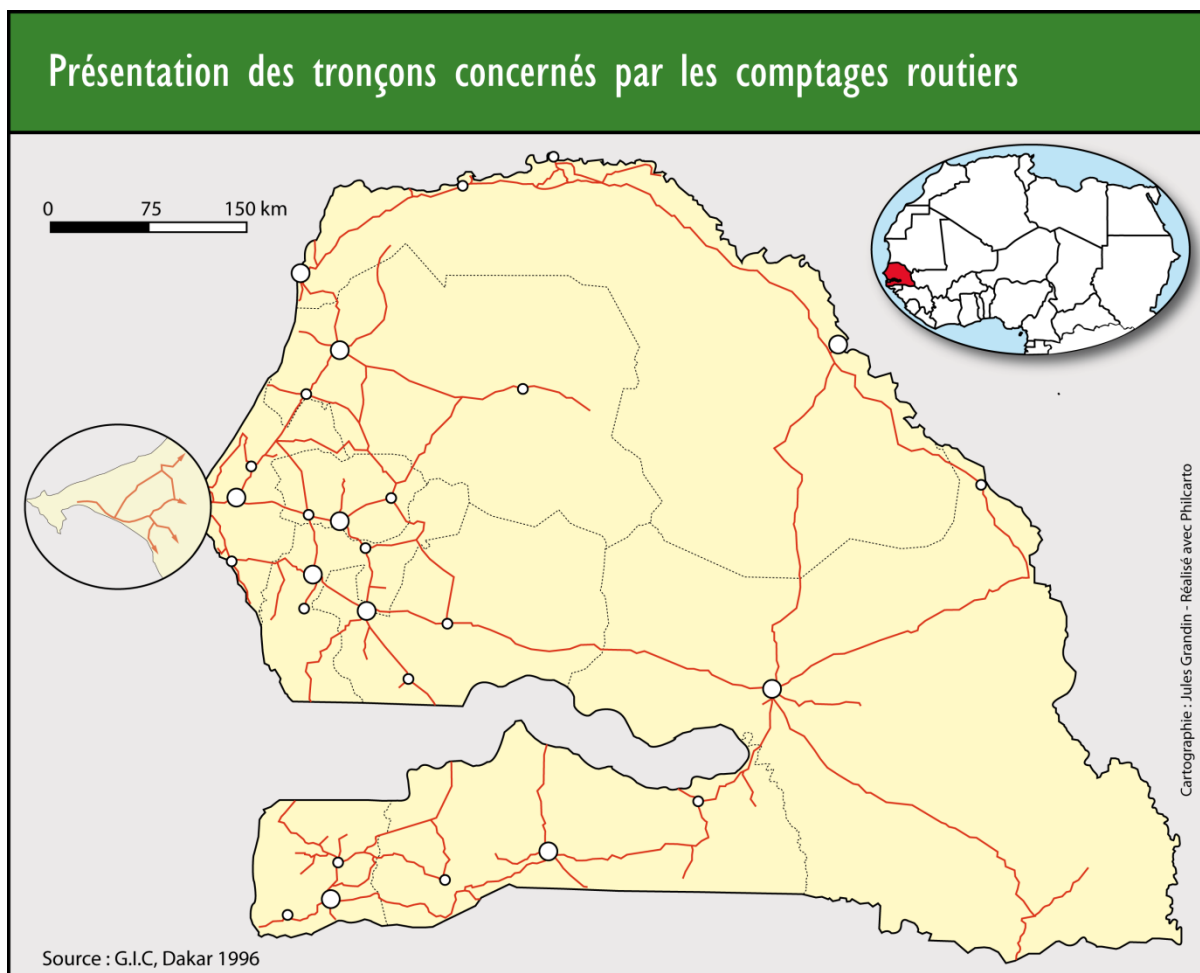 Présentation des tronçons concernés par les comptages routiers
0 75 150 km
Cartographie : Jules Grandin - Réalisé avec Philcarto
Source : G.I.C, Dakar 1996